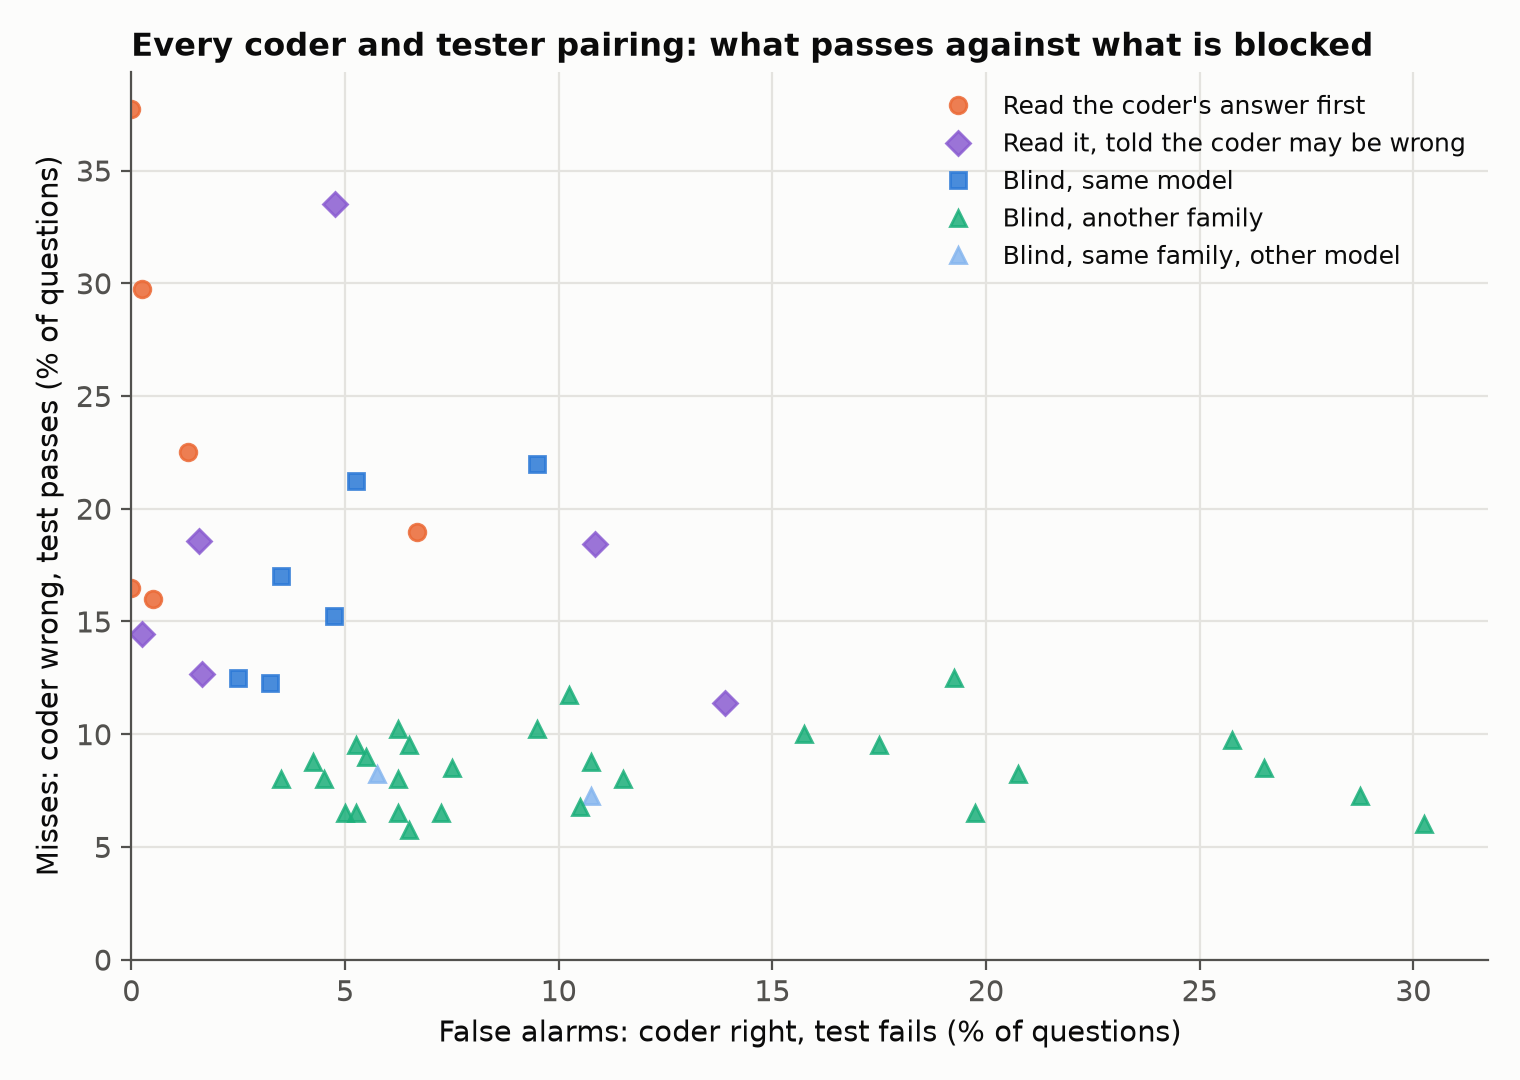 Every coder and tester pairing: what passes against what is blocked
Read the coder's answer first
Read it, told the coder may be wrong
Blind, same model
Blind, another family
Blind, same family, other model
Misses: coder wrong, test passes (% of questions)
35
30
25
20
15
10
5
0
0 5 10 15 20 25 30
False alarms: coder right, test fails (% of questions)